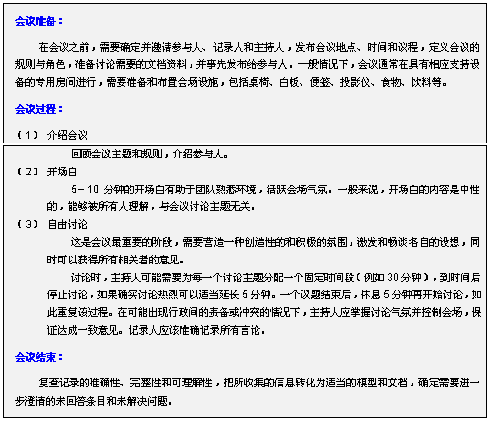 会议准备：
在会议之前，需要确定并邀请参与人、记录人和主持人，发布会议地点、时间和议程，定义会议的
规则与角色，准备讨论需要的文档资料，并事先发布给参与人。一般情况下，会议通常在具有相应支持设
备的专用房间进行，需要准备和布置会场设施，包括桌椅、白板、便签、投影仪、食物、饮料等。
会议过程：
（1） 介绍会议
回顾会议主题和规则，介绍参与人。
（2） 开场白
5－10 分钟的开场白有助于团队熟悉环境，活跃会场气氛。一般来说，开场白的内容是中性
的，能够被所有人理解，与会议讨论主题无关。
（3） 自由讨论
这是会议最重要的阶段，需要营造一种创造性的和积极的氛围，激发和畅谈各自的设想，同
时可以获得所有相关者的意见。
讨论时，主持人可能需要为每一个讨论主题分配一个固定时间段（例如30分钟），到时间后
停止讨论，如果确实讨论热烈可以适当延长5分钟。一个议题结束后，休息5分钟再开始讨论，如
此重复该过程。在可能出现行政间的责备或冲突的情况下，主持人应掌握讨论气氛并控制会场，保
证达成一致意见。记录人应该准确记录所有言论。
会议结束：
复查记录的准确性、完整性和可理解性，把所收集的信息转化为适当的模型和文档，确定需要进一
步澄清的未回答条目和未解决问题。